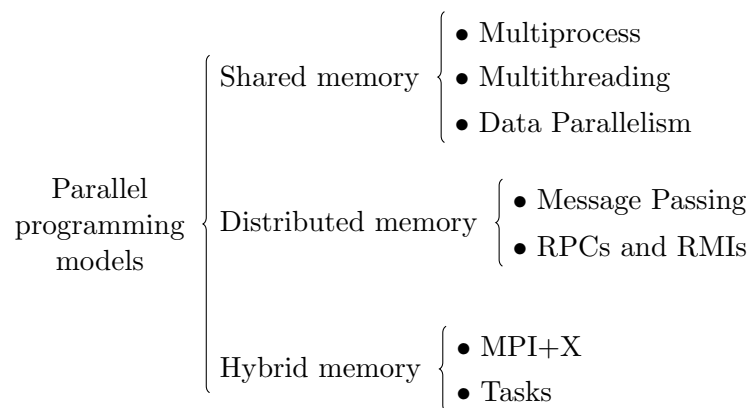 Parallel
programming
models
Shared memory
• Multiprocess
• Multithreading
• Data Parallelism
Distributed memory
• Message Passing
• RPCs and RMIs
Hybrid memory
• MPI+X
• Tasks